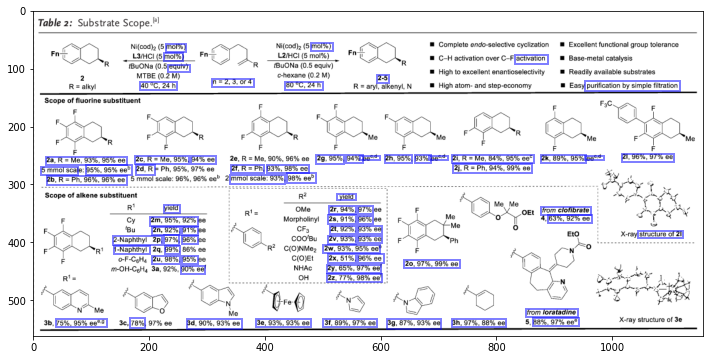 Table 2: Substrate Scope.[a]
Ni(cod)2 (5 mol%)
L3/HCl (5 mol%)
tBuONa (0.5 equiv)
MTBE (0.2 M)
40 °C, 24 h
Fn
R
2
R = alkyl
Fn
R
n = 2, 3, or 4
Ni(cod)2 (5 mol%)
L2/HCl (5 mol%)
tBuONa (0.5 equiv)
c-hexane (0.2 M)
80 °C, 24 h
Fn
R
2-5
R = aryl, alkenyl, N
■ Complete endo-selective cyclization
■ C–H activation over C–F activation
■ High to excellent enantioselectivity
■ High atom- and step-economy
■ Excellent functional group tolerance
■ Base-metal catalysis
■ Readily available substrates
■ Easy purification by simple filtration
Scope of fluorine substituent
2a, R = Me, 93%, 95% ee
5 mmol scale: 95%, 95% ee b
2b, R = Ph, 96%, 96% ee
2c, R = Me, 95%, 94% ee
2d, R = Ph, 95%, 97% ee
5 mmol scale: 96%, 96% ee b
2e, R = Me, 90%, 96% ee
2f, R = Ph, 93%, 98% ee
2 mmol scale: 93%, 98% ee b
2g, 95%, 94% ee c,d
2h, 95%, 93% ee c,d
2i, R = Me, 84%, 95% ee c
2j, R = Ph, 94%, 99% ee
2k, 89%, 95% ee c,d
2l, 96%, 97% ee
F3C
Me
Scope of alkene substituent
R1 yield
Cy 2m, 95%, 92% ee
tBu 2n, 92%, 91% ee
2-Naphthyl 2p, 97%, 96% ee
1-Naphthyl 2q, 99%, 86% ee
o-F-C6H4 2u, 98%, 95% ee
m-OH-C6H4 3a, 92%, 90% ee
R1 =
R2
R2 yield
OMe 2r, 94%, 97% ee
Morpholinyl 2s, 91%, 96% ee
CF3 2t, 92%, 93% ee
COOtBu 2v, 93%, 93% ee
C(O)NMe2 2w, 93%, 95% ee
C(O)Et 2x, 51%, 96% ee
NHAc 2y, 65%, 97% ee
OH 2z, 77%, 98% ee
Me
Me
Ph
2o, 97%, 99% ee
OEt
from clofibrate
4, 63%, 92% ee
CO2Et
from loratadine
5, 88%, 97% ee
X-ray structure of 2l
X-ray structure of 3e
R1 =
3b, 75%, 95% ee
3c, 78%, 97% ee
3d, 90%, 93% ee
3e, 93%, 93% ee
3f, 89%, 97% ee
3g, 87%, 93% ee
3h, 97%, 88% ee